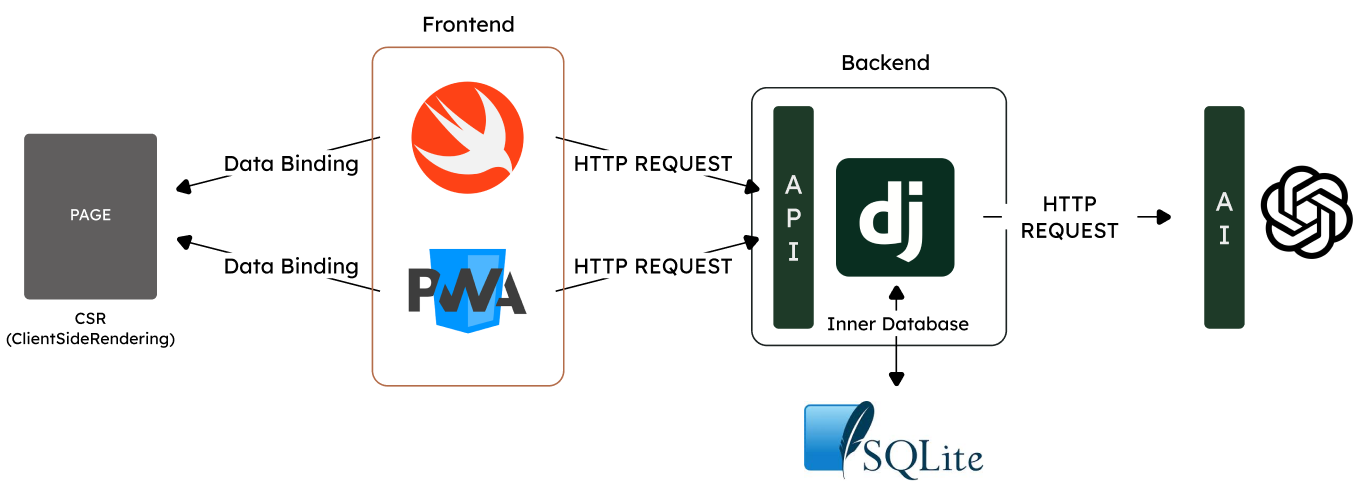 Frontend
Backend
Data Binding
HTTP REQUEST
PAGE
A
P
I
dj
HTTP
REQUEST
A
I
Data Binding
PWA
HTTP REQUEST
CSR
(ClientSideRendering)
Inner Database
SQLite